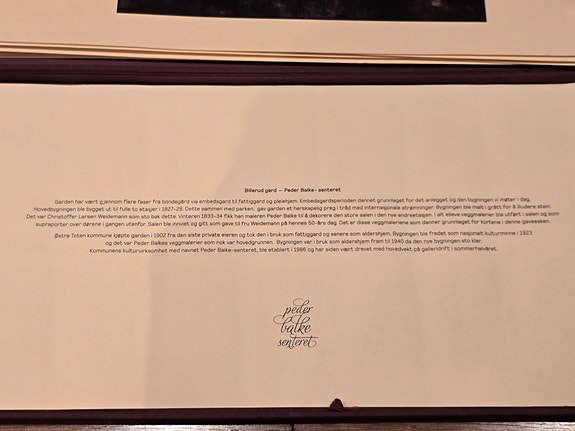 Billerud gard – Peder Balke- senteret
Garden har vært gjennom flere faser fra bondegård via embedsgard til fattiggard og pleiehjem. Embedsgardsperioden dannet grunnlaget for det anlegget og den bygningen vi møter i dag.
Hovedbygningen ble bygget ut til fulle to etasjer i 1827-28. Dette sammen med parken, gav garden et herskapelig preg i tråd med internasjonale strømninger. Bygningen ble malt i grått for å illudere stein.
Det var Christoffer Larsen Weidemann som sto bak dette. Vinteren 1833-34 fikk han maleren Peder Balke til å dekorere den store salen i den nye andreetasjen. I alt elleve veggmalerier ble utført i salen og som
supraporter over dørene i gangen utenfor. Salen ble innviet og gitt som gave til fru Weidemann på hennes 50-års dag. Det er disse veggmaleriene som danner grunnlaget for kortene i denne gaveesken.
Østre Toten kommune kjøpte garden i 1902 fra den siste private eieren og tok den i bruk som fattiggard og senere som aldershjem. Bygningen ble fredet som nasjonalt kulturminne i 1923
og det var Peder Balkes veggmalerier som nok var hovedgrunnen. Bygningen var i bruk som aldershjem frem til 1940 da den nye bygningen sto klar.
Kommunens kulturvirksomhet med navnet Peder Balke-senteret, ble etablert i 1986 og har siden vært drevet med hovedvekt på galleridrift i sommerhalvåret.
peder
balke
senteret